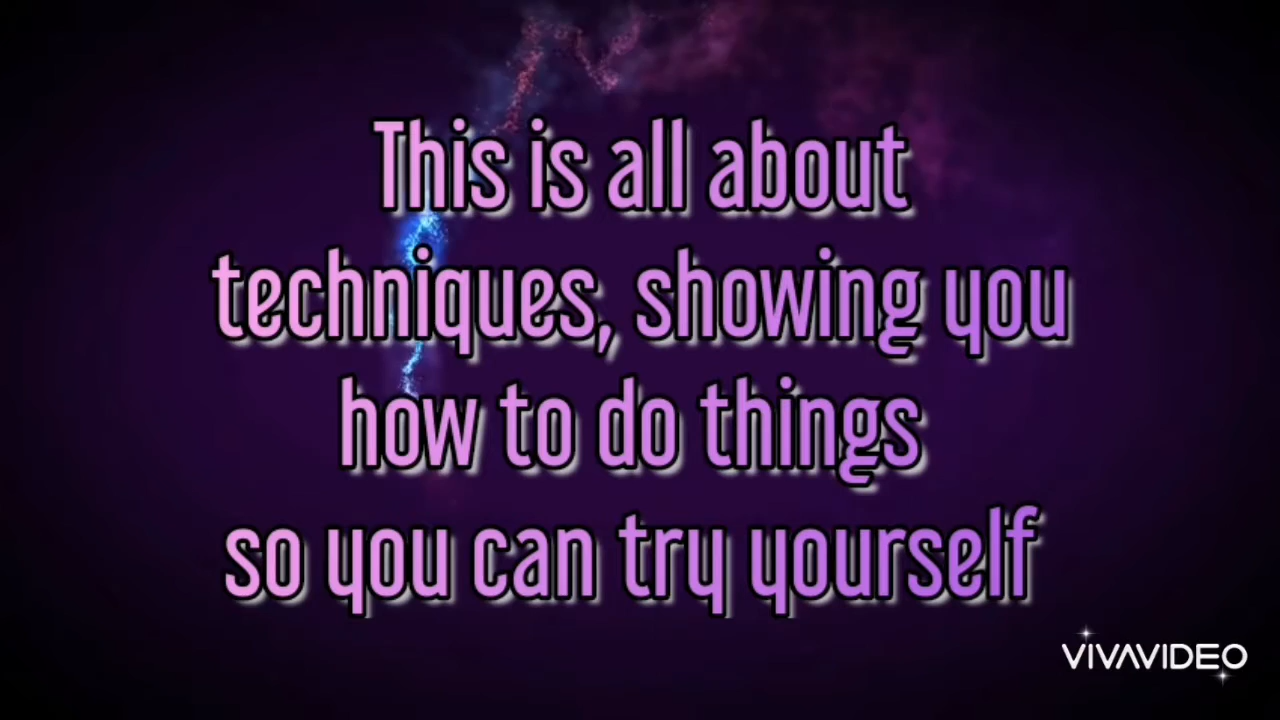 This is all about
techniques, showing you
how to do things
so you can try yourself
VIVAVIDEO